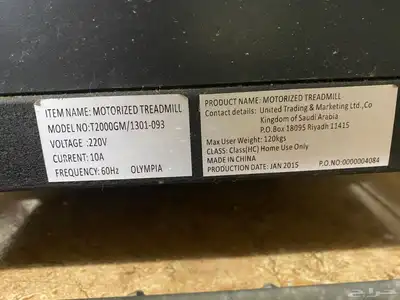 ITEM NAME: MOTORIZED TREADMILL
MODEL NO:T2000GM/1301-093
VOLTAGE :220V
CURRENT: 10A
FREQUENCY: 60Hz OLYMPIA
PRODUCT NAME: MOTORIZED TREADMILL
Contact details: United Trading & Marketing Ltd.,Co
Kingdom of Saudi Arabia
P.O.Box 18095 Riyadh 11415
Max User Weight: 120kgs
CLASS: Class(HC) Home Use Only
MADE IN CHINA
PRODUCTION DATE: JAN 2015 P.O.NO:0000004084
حراج